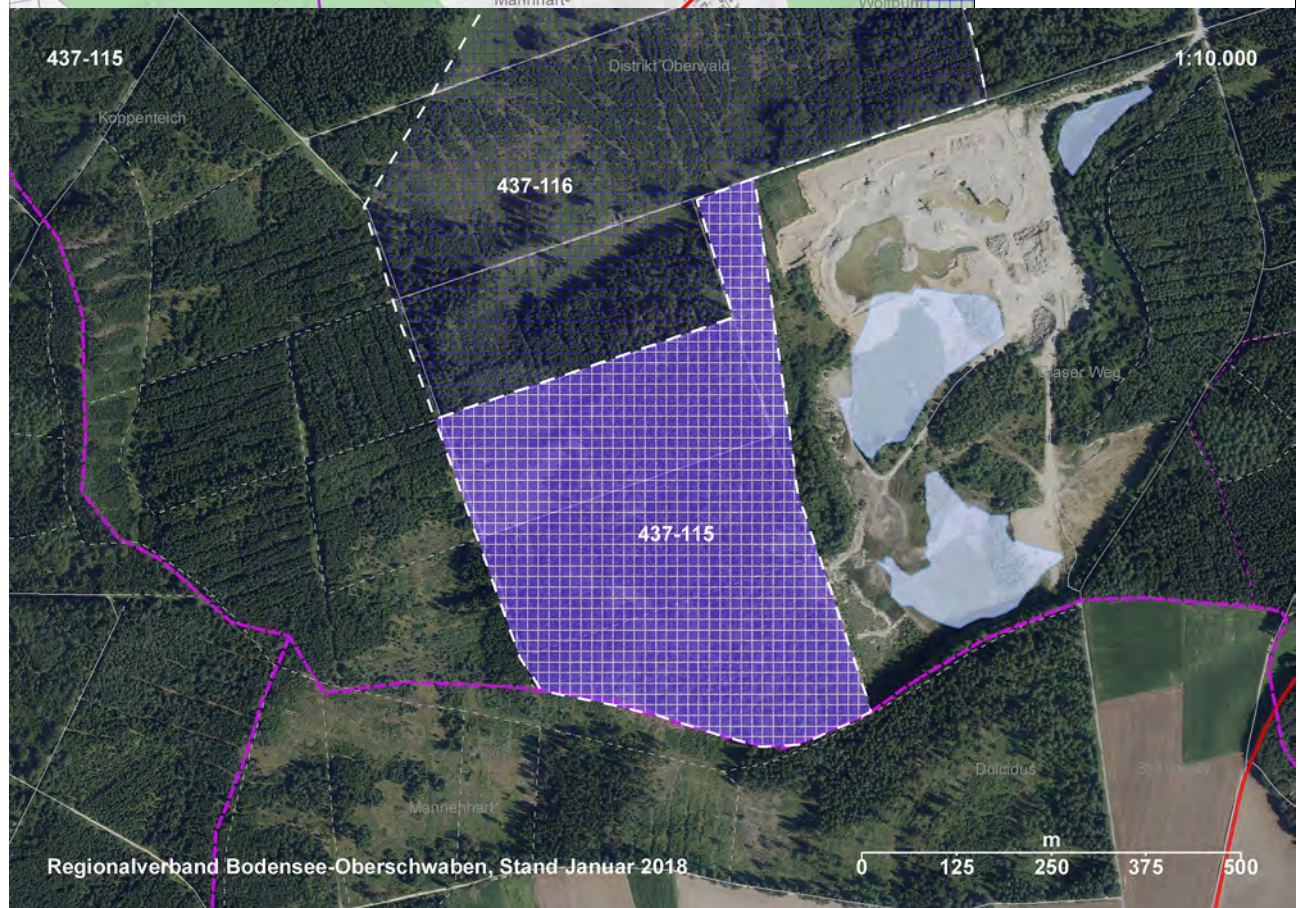 Mannhart-
437-115
Distrikt Oberwald
1:10.000
Koppenteich
437-116
Glaser Weg
437-115
Dulcidus
Mannenhart
m
Regionalverband Bodensee-Oberschwaben, Stand Januar 2018
0 125 250 375 500